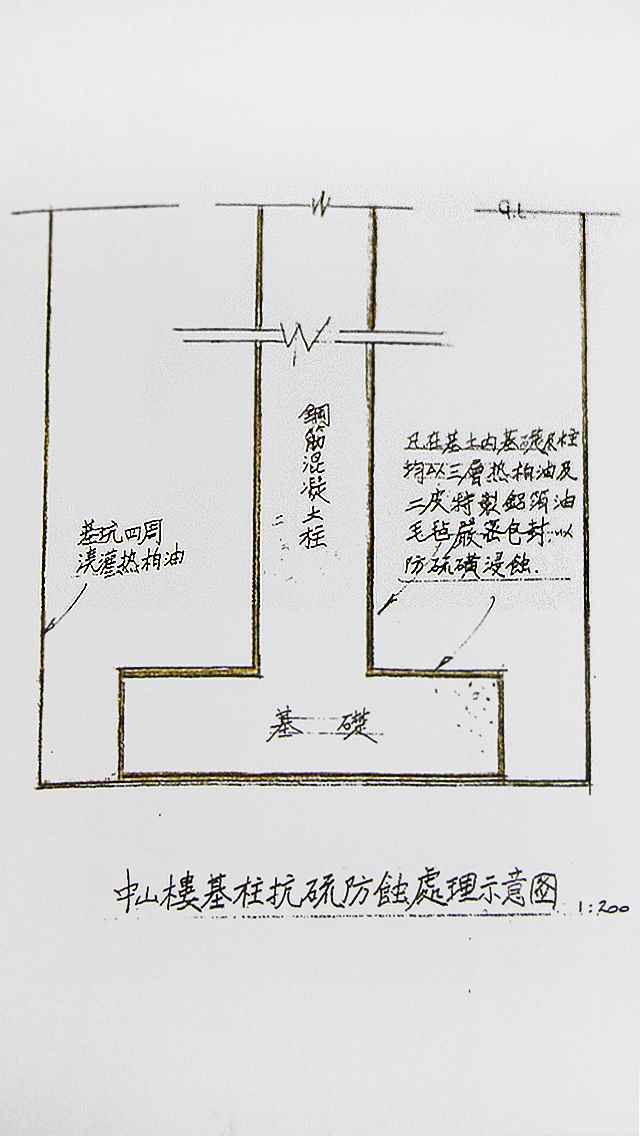 G.L.
鋼筋混凝土柱
凡在基土内基礎及柱
均以三層热柏油及
二皮特製鋁箔油
毛毡嚴密包封以
防硫磺浸蝕.
基坑四周
澆灌热柏油
基礎
中山樓基柱抗硫防蝕處理示意图 1:200